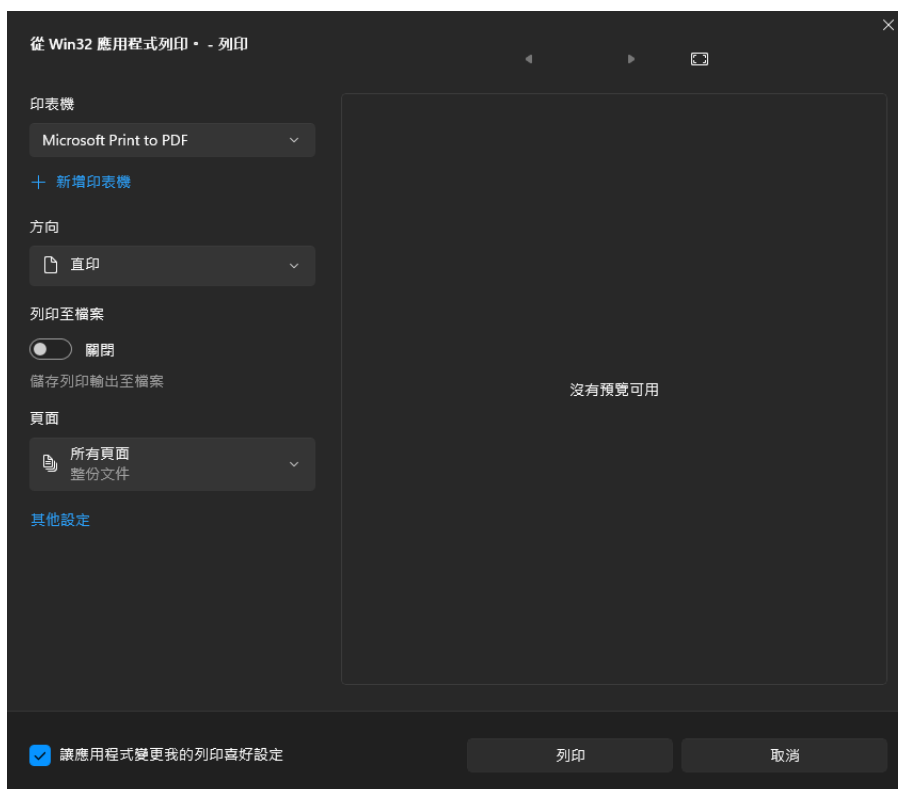 從 Win32 應用程式列印・ - 列印
印表機
Microsoft Print to PDF
新增印表機
方向
直印
列印至檔案
關閉
儲存列印輸出至檔案
頁面
所有頁面
整份文件
其他設定
沒有預覽可用
讓應用程式變更我的列印喜好設定
列印
取消